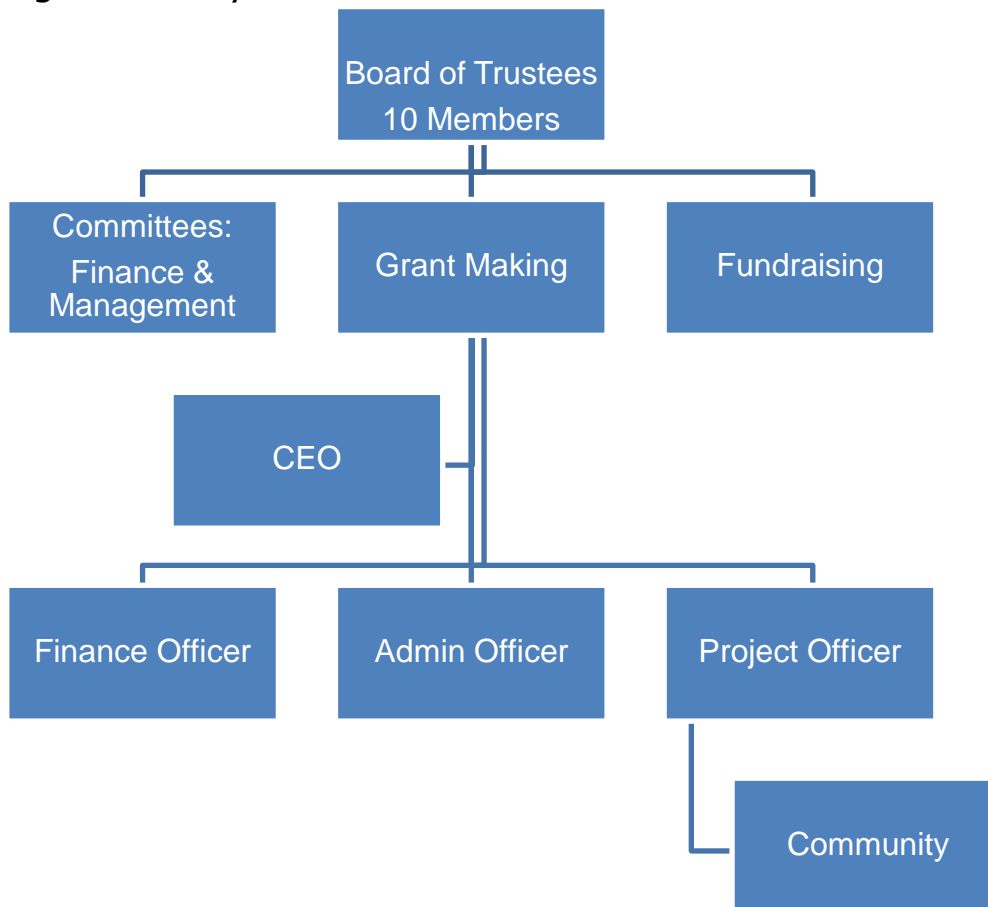 Board of Trustees
10 Members
Committees:
Finance &
Management
Grant Making
Fundraising
CEO
Finance Officer
Admin Officer
Project Officer
Community